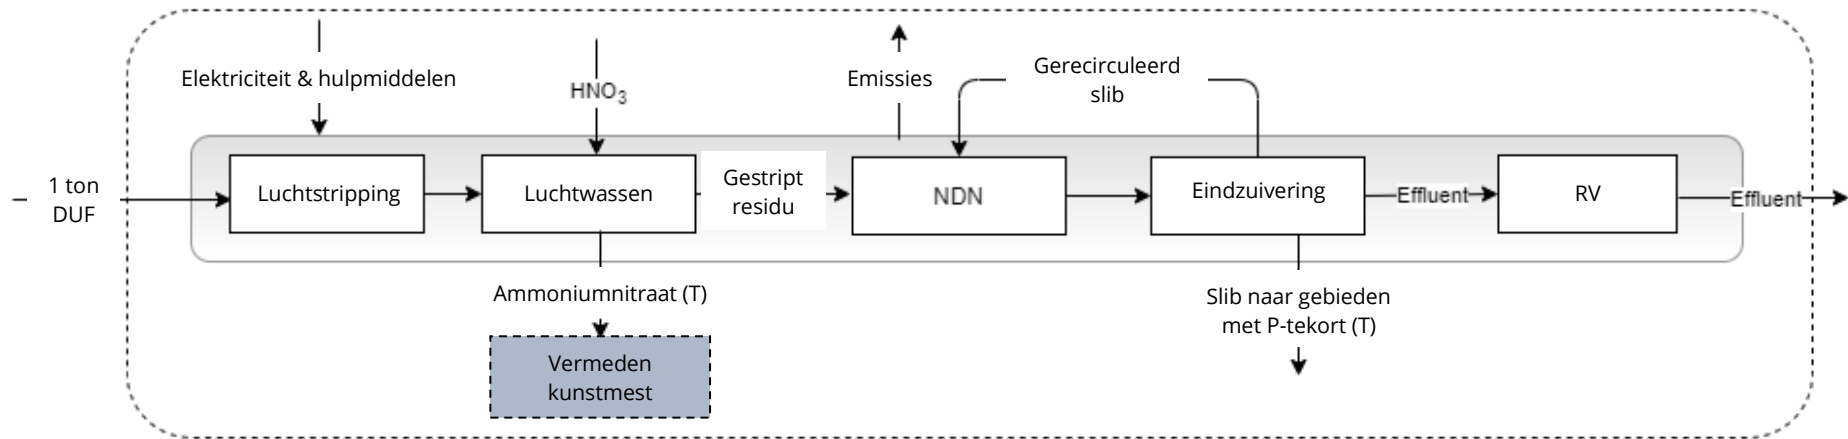 Elektriciteit & hulpmiddelen
HNO₃
Emissies
Gerecirculeerd
slib
1 ton
DUF
Luchtstripping
Luchtwassen
Gestript
residu
NDN
Eindzuivering
Effluent
RV
Effluent
Ammoniumnitraat (T)
Slib naar gebieden
met P-tekort (T)
Vermeden
kunstmest